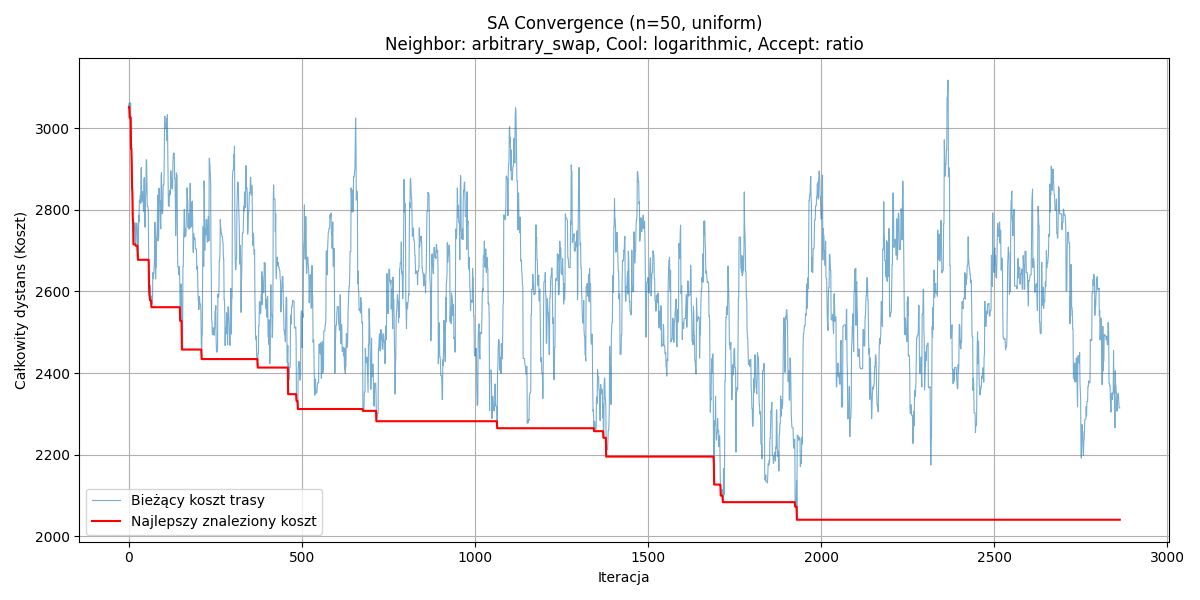 SA Convergence (n=50, uniform)
Neighbor: arbitrary_swap, Cool: logarithmic, Accept: ratio
Całkowity dystans (Koszt)
3000
2800
2600
2400
2200
2000
Bieżący koszt trasy
Najlepszy znaleziony koszt
0
500
1000
1500
2000
2500
3000
Iteracja